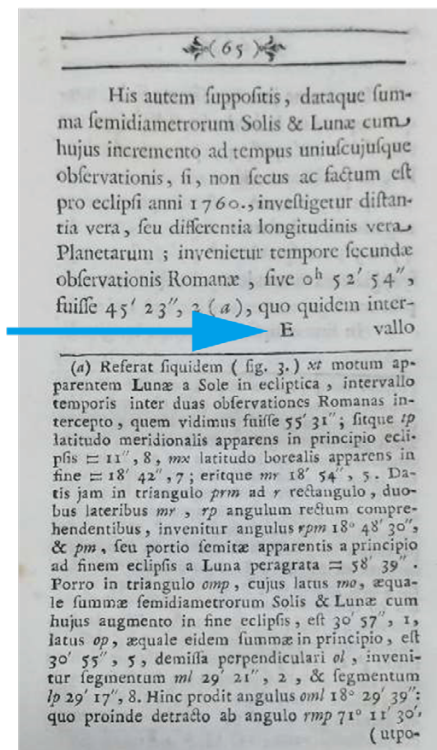 ( 65 )
His autem ſuppoſitis, dataque ſum-
ma ſemidiametrorum Solis & Lunæ cum
hujus incremento ad tempus uniuſcujuſque
obſervationis, ſi, non ſecus ac factum eſt
pro eclipſi anni 1760., inveſtigetur diſtan-
tia vera, ſeu differentia longitudinis vera
Planetarum ; invenietur tempore ſecundæ
obſervationis Romanæ, ſive 0h 52′ 54″,
fuiſſe 45′ 23″, 2 (a), quo quidem inter-
E vallo
(a) Referat ſiquidem ( fig. 3. ) xt motum ap-
parentem Lunæ a Sole in ecliptica, intervallo
temporis inter duas obſervationes Romanas in-
tercepto, quem vidimus fuiſſe 55′ 31″; ſitque tp
latitudo meridionalis apparens in principio ecli-
pſis = 11″, 8, mx latitudo borealis apparens in
fine = 18′ 42″, 7; eritque mr 18′ 54″, 5. Da-
tis jam in triangulo prm ad r rectangulo, duo-
bus lateribus mr, rp angulum rectum compre-
hendentibus, invenitur angulus rpm 18° 48′ 30″,
& pm, ſeu portio ſemitæ apparentis a principio
ad finem eclipſis a Luna peragrata = 58′ 39″.
Porro in triangulo omp, cujus latus mo, æqua-
le ſummæ ſemidiametrorum Solis & Lunæ cum
hujus augmento in fine eclipſis, eſt 30′ 57″, 1,
latus op, æquale eidem ſummæ in principio, eſt
30′ 55″, 5, demiſſa perpendiculari ol, inveni-
tur ſegmentum ml 29′ 21″, 2, & ſegmentum
lp 29′ 17″, 8. Hinc prodit angulus oml 18° 29′ 39″:
quo proinde detracto ab angulo rmp 71° 11′ 30′,
( utpo-